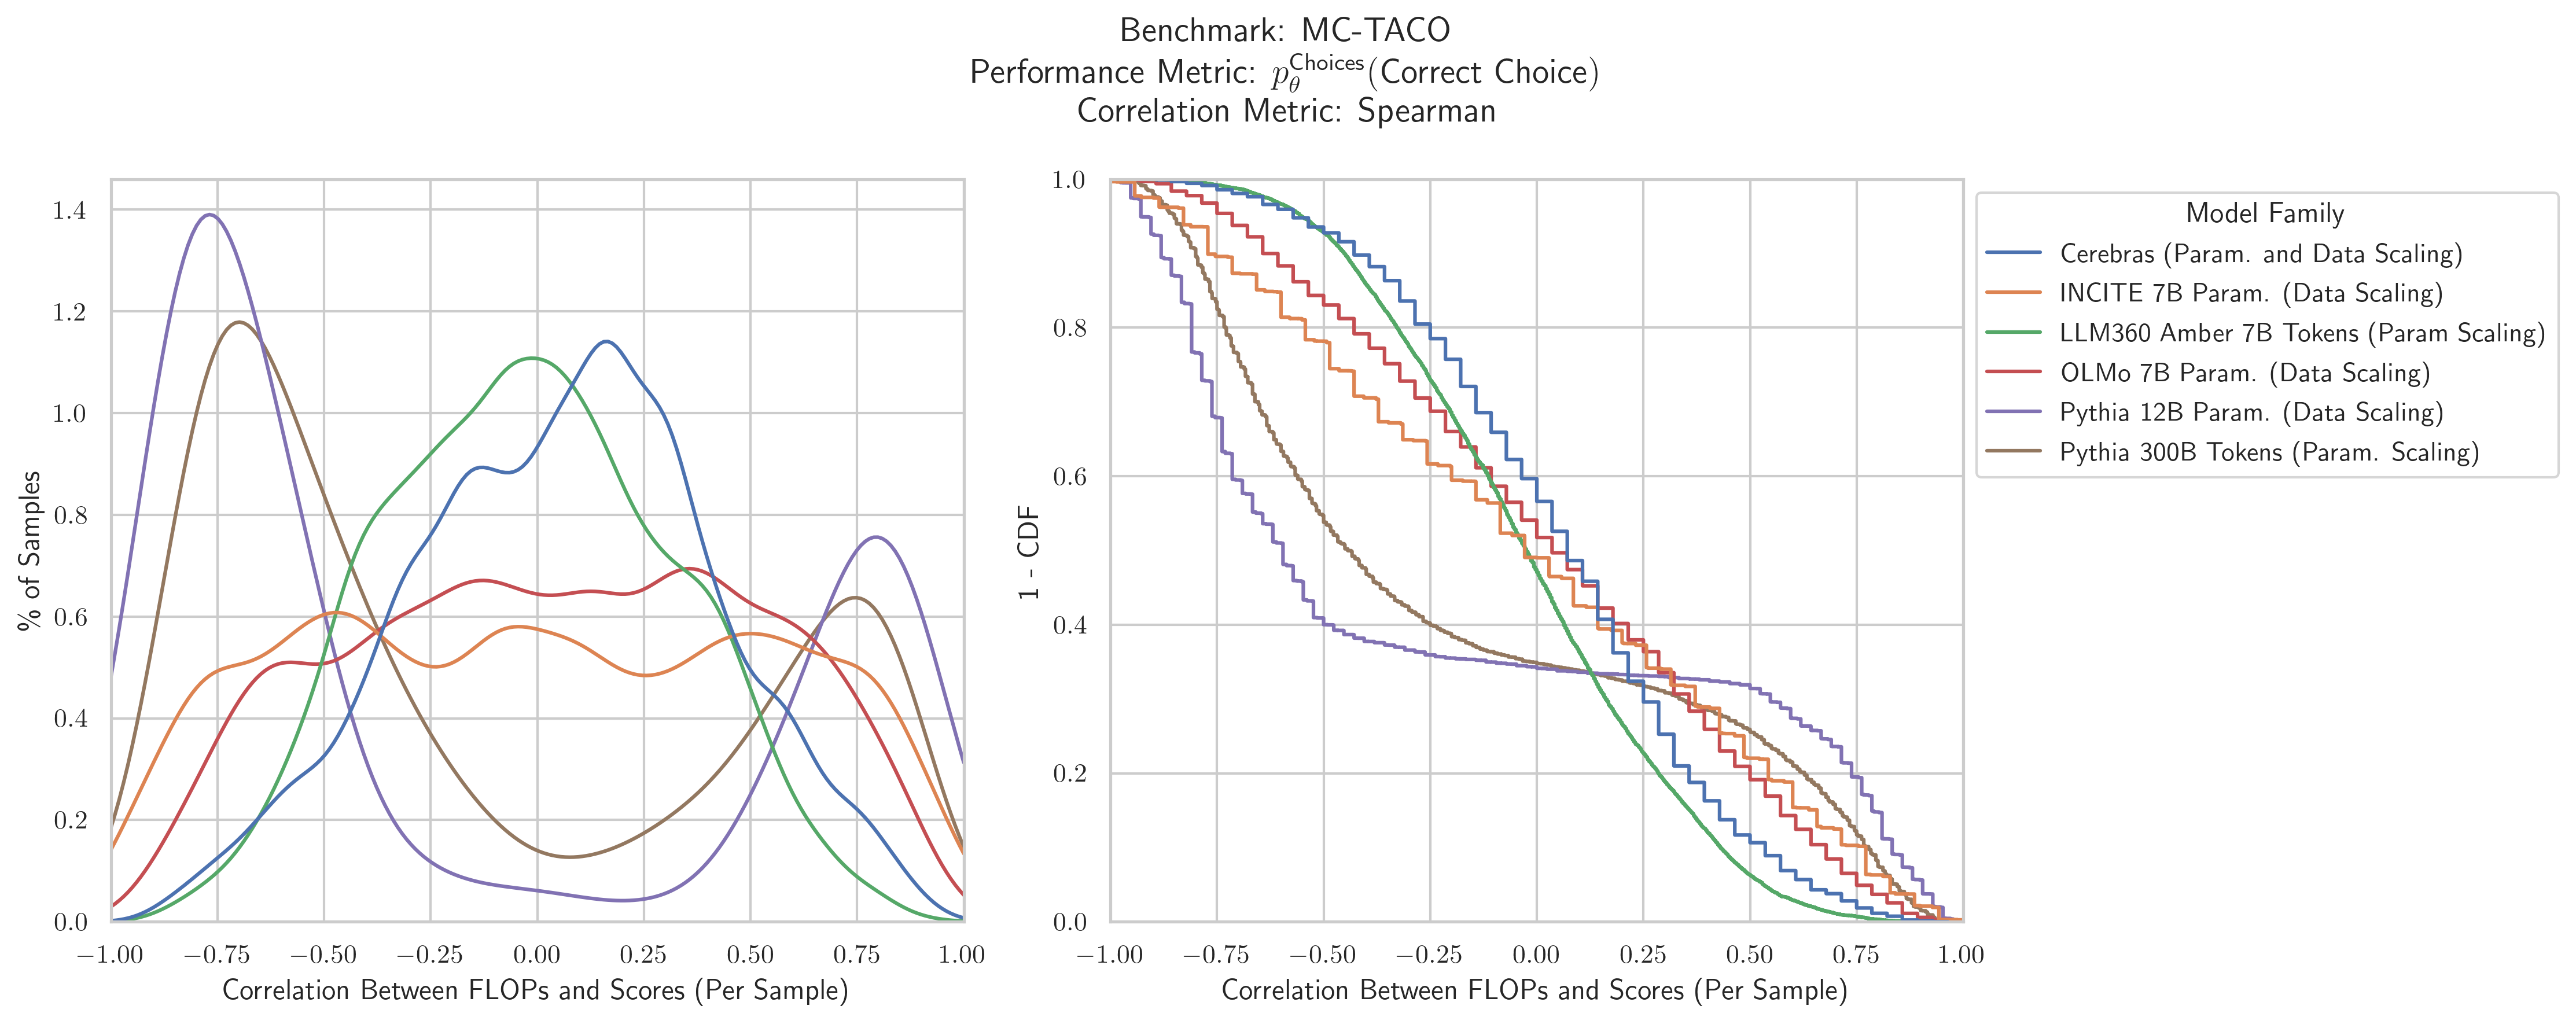 Benchmark: MC-TACO
Performance Metric: p_θ^Choices(Correct Choice)
Correlation Metric: Spearman
% of Samples
1.4
1.2
1.0
0.8
0.6
0.4
0.2
0.0
−1.00 −0.75 −0.50 −0.25 0.00 0.25 0.50 0.75 1.00
Correlation Between FLOPs and Scores (Per Sample)
1 - CDF
1.0
0.8
0.6
0.4
0.2
0.0
−1.00 −0.75 −0.50 −0.25 0.00 0.25 0.50 0.75 1.00
Correlation Between FLOPs and Scores (Per Sample)
Model Family
Cerebras (Param. and Data Scaling)
INCITE 7B Param. (Data Scaling)
LLM360 Amber 7B Tokens (Param Scaling)
OLMo 7B Param. (Data Scaling)
Pythia 12B Param. (Data Scaling)
Pythia 300B Tokens (Param. Scaling)